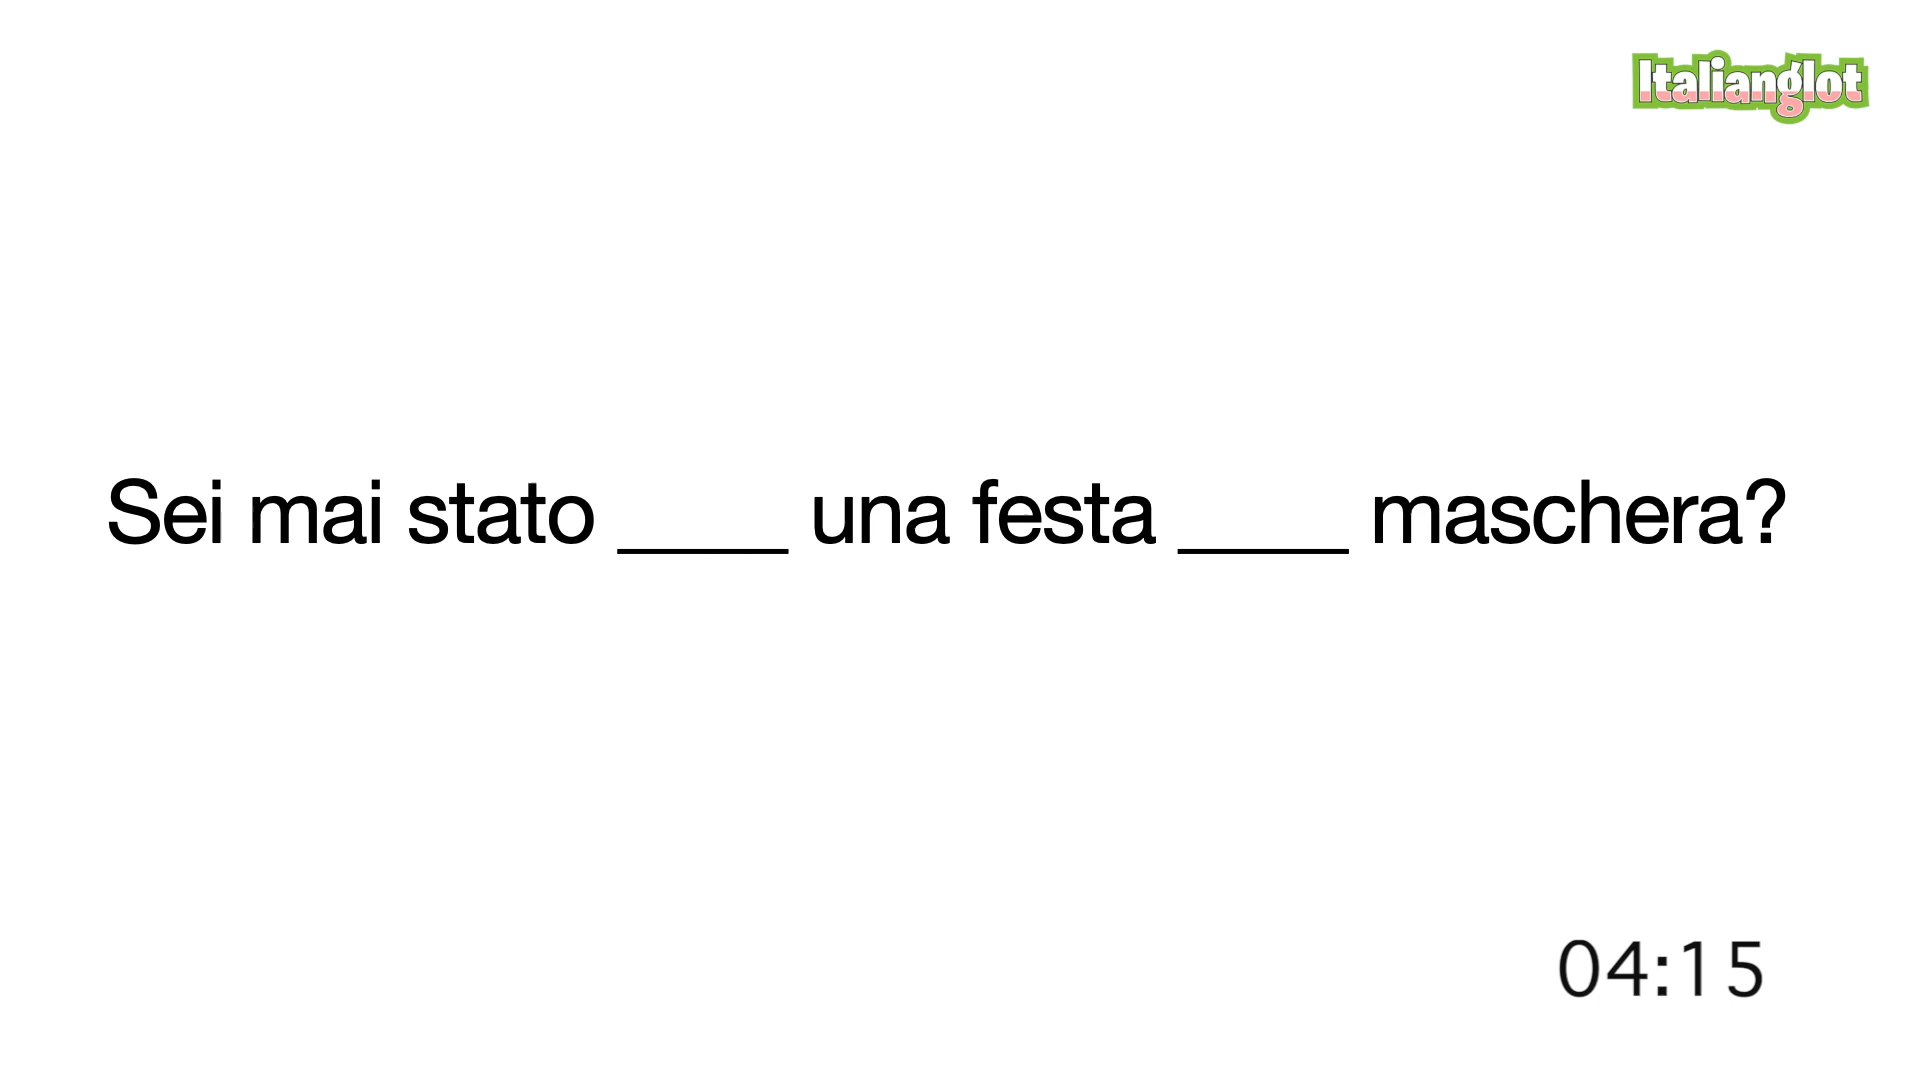 Italianglot
Sei mai stato ____ una festa ____ maschera?
04:15